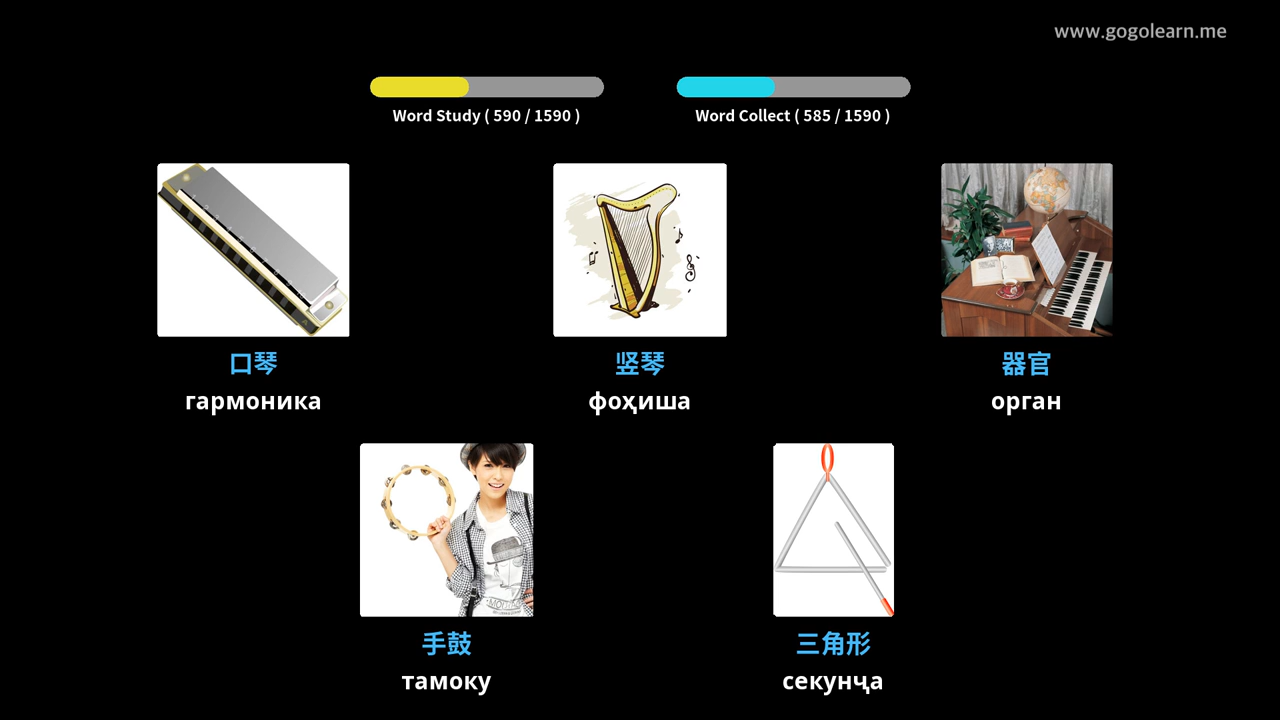 www.gogolearn.me
Word Study ( 590 / 1590 )
Word Collect ( 585 / 1590 )
口琴
гармоника
竖琴
фоҳиша
器官
орган
手鼓
тамоку
三角形
секунҷа